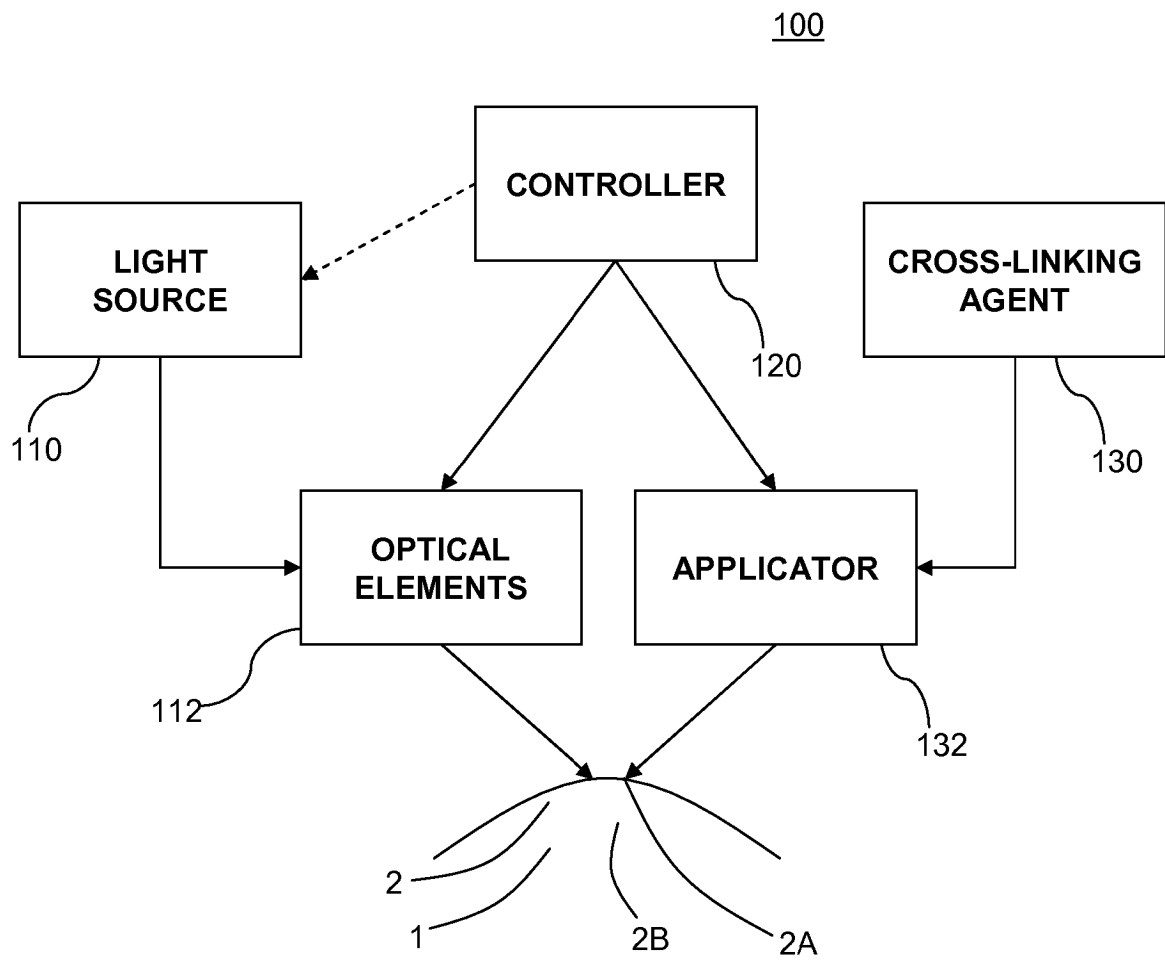 100
CONTROLLER
LIGHT
SOURCE
CROSS-LINKING
AGENT
120
110
130
OPTICAL
ELEMENTS
APPLICATOR
112
132
2
1
2B
2A